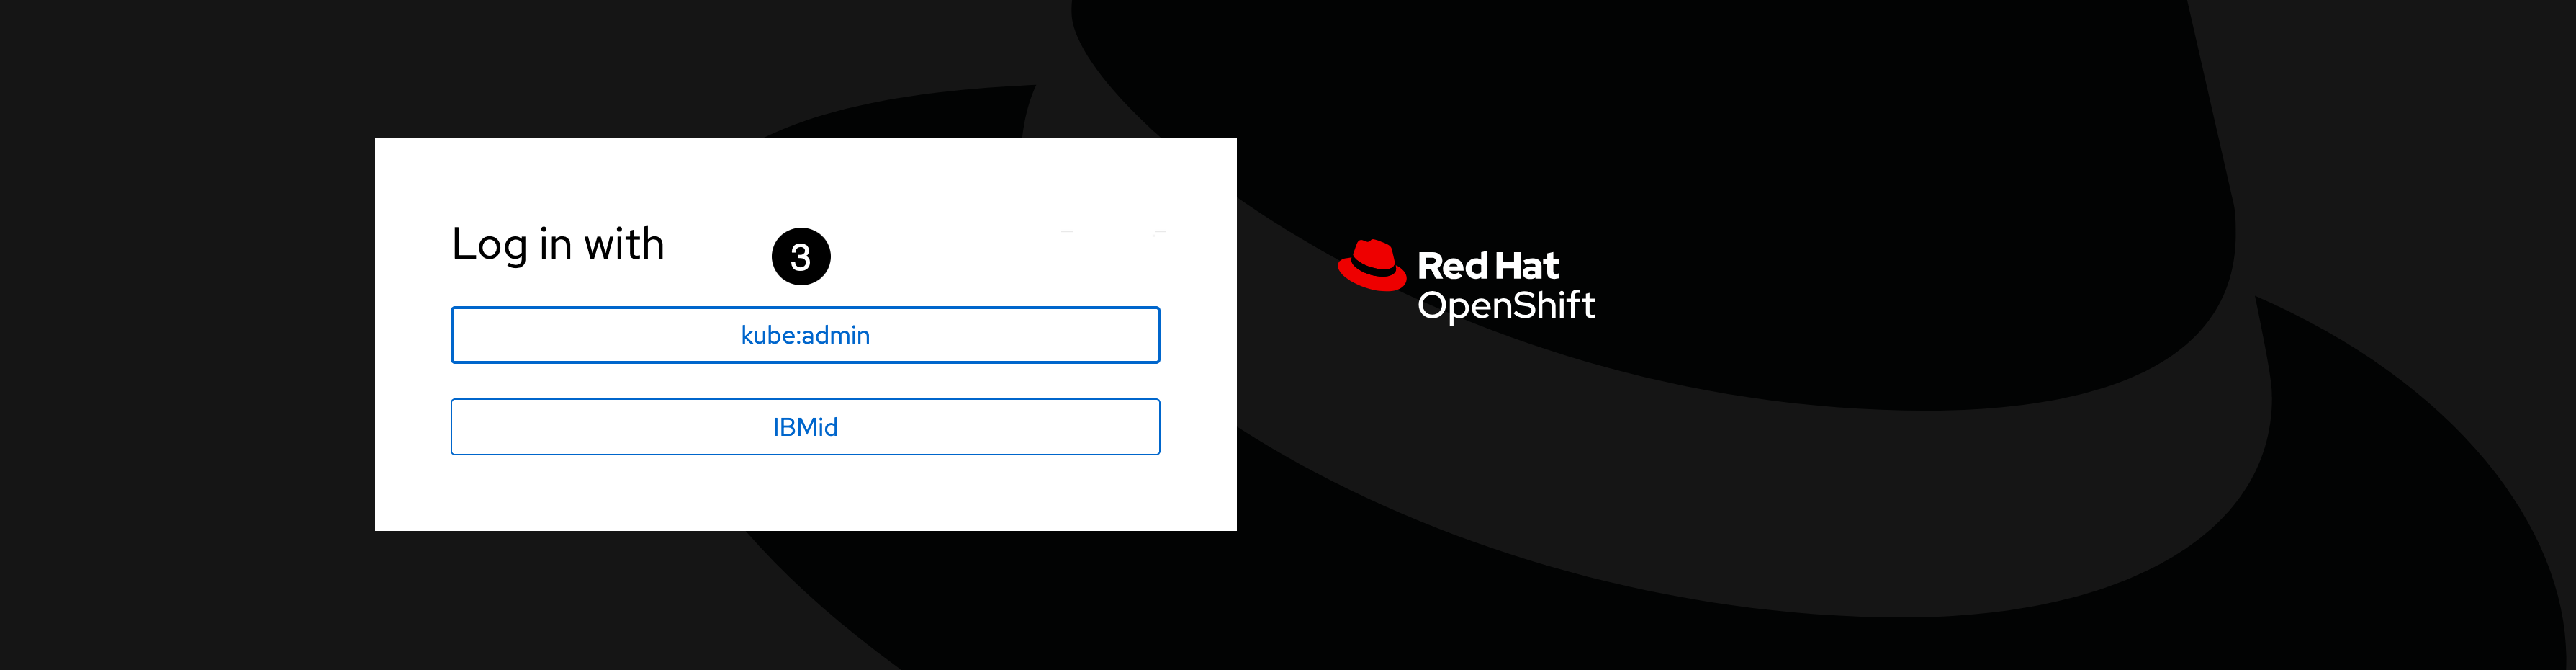 Log in with
3
kube:admin
IBMid
Red Hat
OpenShift